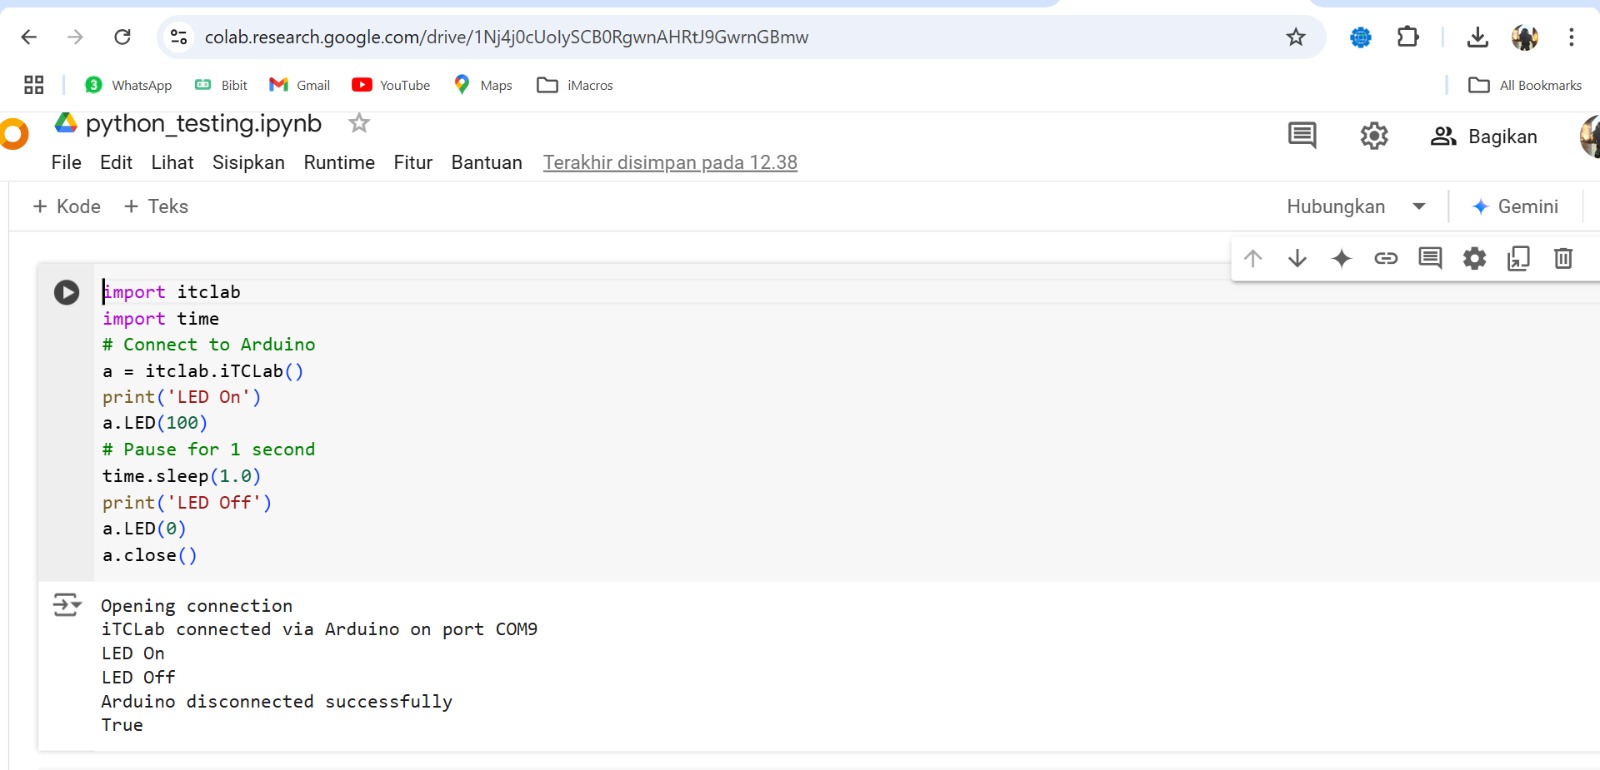 colab.research.google.com/drive/1Nj4j0cUoIySCB0RgwnAHRtJ9GwrnGBmw
3 WhatsApp Bibit Gmail YouTube Maps iMacros All Bookmarks
python_testing.ipynb
File Edit Lihat Sisipkan Runtime Fitur Bantuan Terakhir disimpan pada 12.38 Bagikan
+ Kode + Teks Hubungkan Gemini
import itclab
import time
# Connect to Arduino
a = itclab.iTCLab()
print('LED On')
a.LED(100)
# Pause for 1 second
time.sleep(1.0)
print('LED Off')
a.LED(0)
a.close()
Opening connection
iTCLab connected via Arduino on port COM9
LED On
LED Off
Arduino disconnected successfully
True